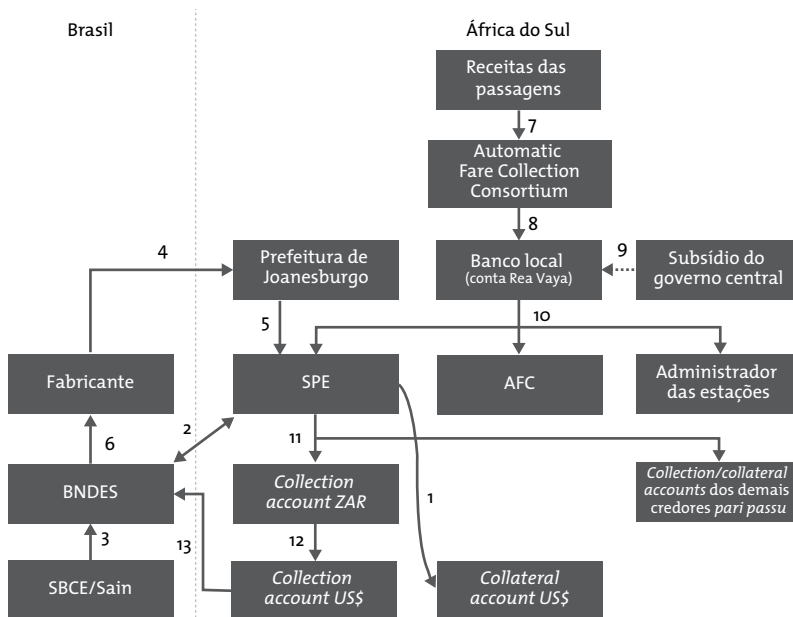 Brasil
África do Sul
Receitas das
passagens
7
Automatic
Fare Collection
Consortium
8
4
Prefeitura de
Joanesburgo
Banco local
(conta Rea Vaya)
9
Subsídio do
governo central
5
10
Fabricante
SPE
AFC
Administrador
das estações
6
2
11
1
BNDES
Collection
account ZAR
Collection/collateral
accounts dos demais
credores pari passu
3
13
12
SBCE/Sain
Collection
account US$
Collateral
account US$